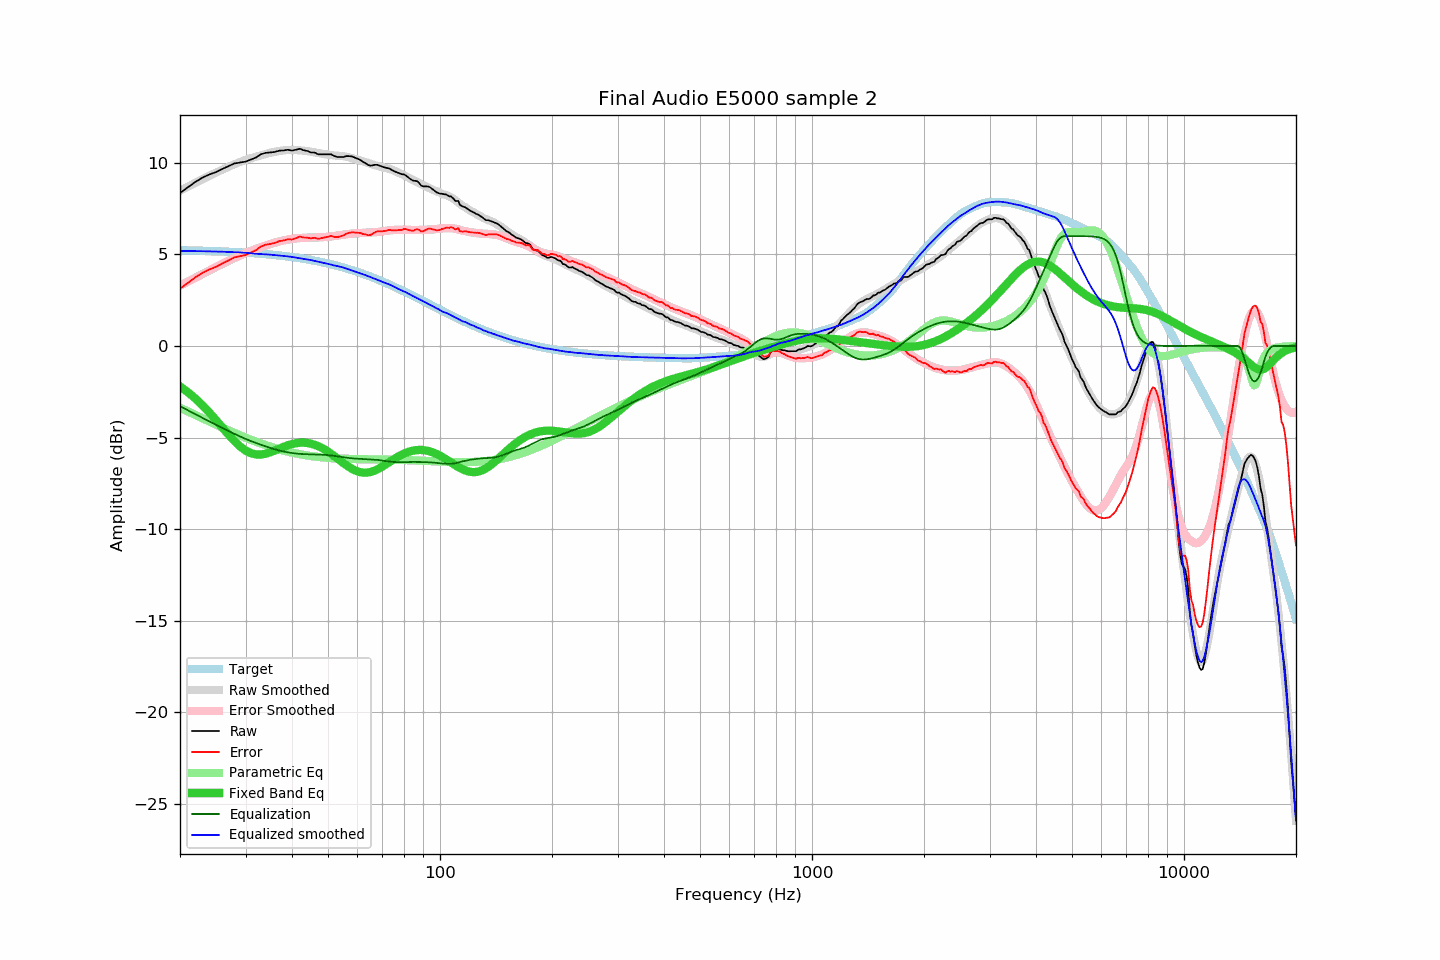 Final Audio E5000 sample 2
10
5
0
−5
−10
−15
−20
−25
Amplitude (dBr)
Target
Raw Smoothed
Error Smoothed
Raw
Error
Parametric Eq
Fixed Band Eq
Equalization
Equalized smoothed
100
1000
10000
Frequency (Hz)